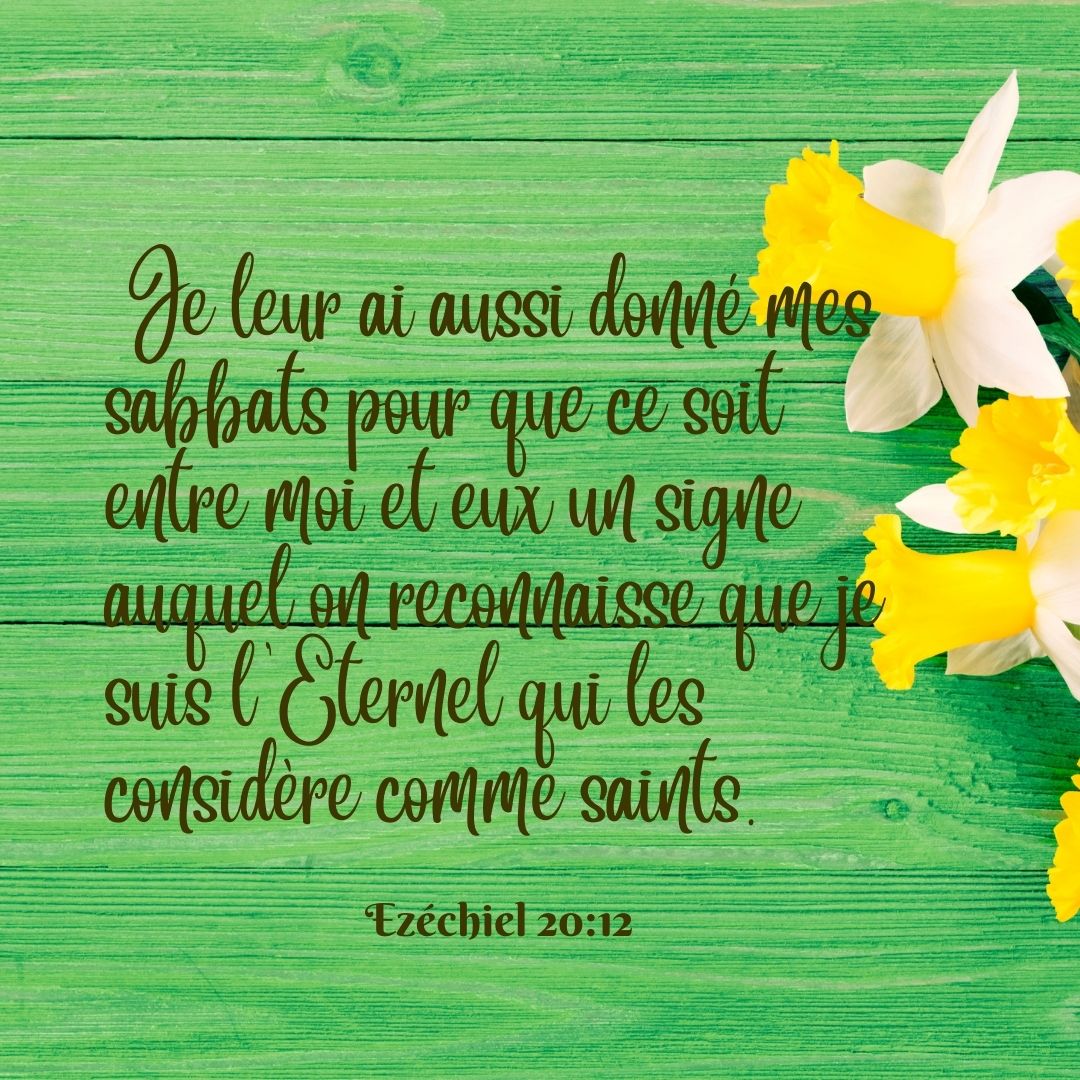 Je leur ai aussi donné mes
sabbats pour que ce soit
entre moi et eux un signe
auquel on reconnaisse que je
suis l'Eternel qui les
considère comme saints.
Ezéchiel 20:12